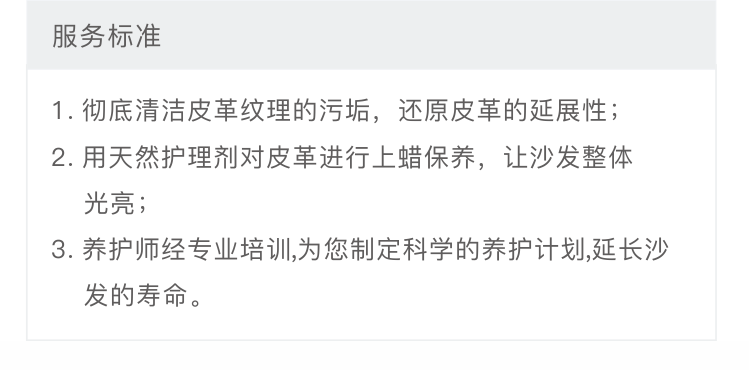 服务标准
1. 彻底清洁皮革纹理的污垢，还原皮革的延展性；
2. 用天然护理剂对皮革进行上蜡保养，让沙发整体
光亮；
3. 养护师经专业培训,为您制定科学的养护计划,延长沙
发的寿命。